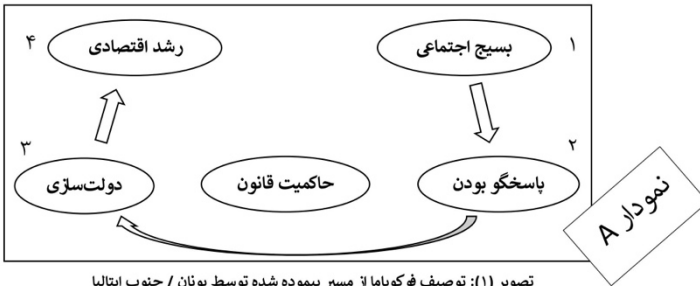 ۱
بسیج اجتماعی
رشد اقتصادی
۴
۲
پاسخگو بودن
حاکمیت قانون
دولت‌سازی
۳
نمودار A
تصویر (۱): توصیف فوکویاما از مسیر پیموده شده توسط یونان / جنوب ایتالیا